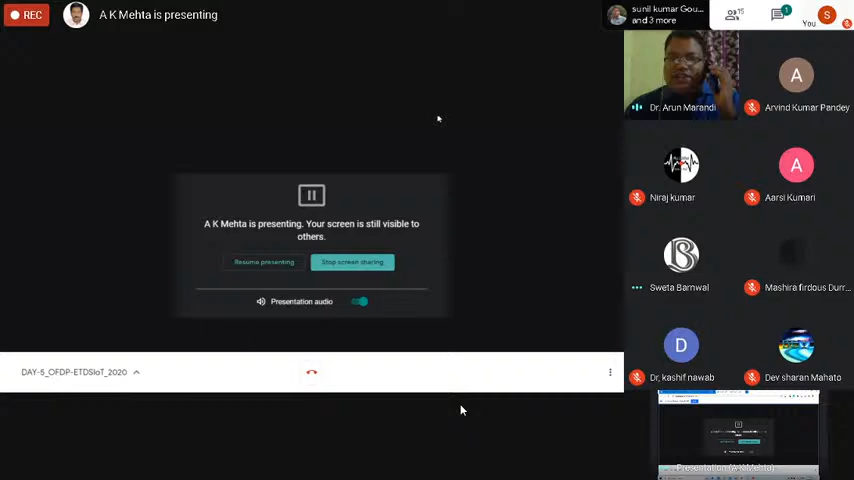 REC
A K Mehta is presenting
sunil kumar Gou...
and 3 more
15
1
S
You
A K Mehta is presenting. Your screen is still visible to
others.
Resume presenting
Stop screen sharing
Presentation audio
DAY-5_OFDP-ETDSIoT_2020
Dr. Arun Marandi
A
Arvind Kumar Pandey
Niraj kumar
A
Aarsi Kumari
Sweta Barnwal
Mashira firdous Durr...
D
Dr, kashif nawab
Dev sharan Mahato
Presentation (A K Mehta)